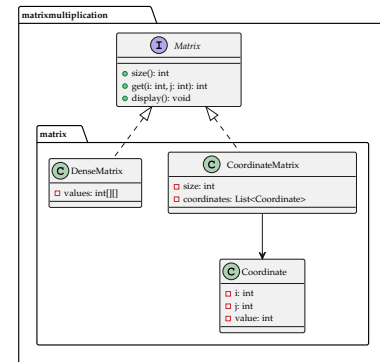 matrixmultiplication
I Matrix
size(): int
get(i: int, j: int): int
display(): void
matrix
C DenseMatrix
values: int[][]
C CoordinateMatrix
size: int
coordinates: List<Coordinate>
C Coordinate
i: int
j: int
value: int